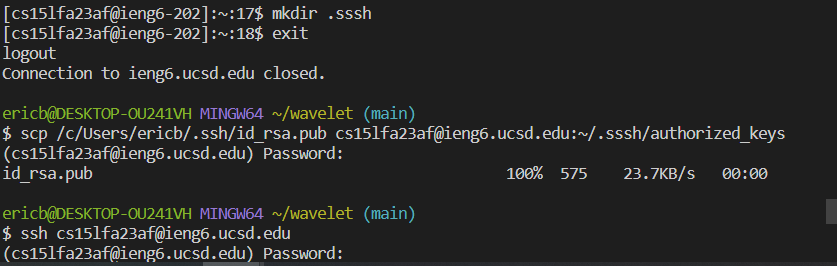 [cs15lfa23af@ieng6-202]:~:17$ mkdir .sssh
[cs15lfa23af@ieng6-202]:~:18$ exit
logout
Connection to ieng6.ucsd.edu closed.
ericb@DESKTOP-OU241VH MINGW64 ~/wavelet (main)
$ scp /c/Users/ericb/.ssh/id_rsa.pub cs15lfa23af@ieng6.ucsd.edu:~/.sssh/authorized_keys
(cs15lfa23af@ieng6.ucsd.edu) Password:
id_rsa.pub 100% 575 23.7KB/s 00:00
ericb@DESKTOP-OU241VH MINGW64 ~/wavelet (main)
$ ssh cs15lfa23af@ieng6.ucsd.edu
(cs15lfa23af@ieng6.ucsd.edu) Password: